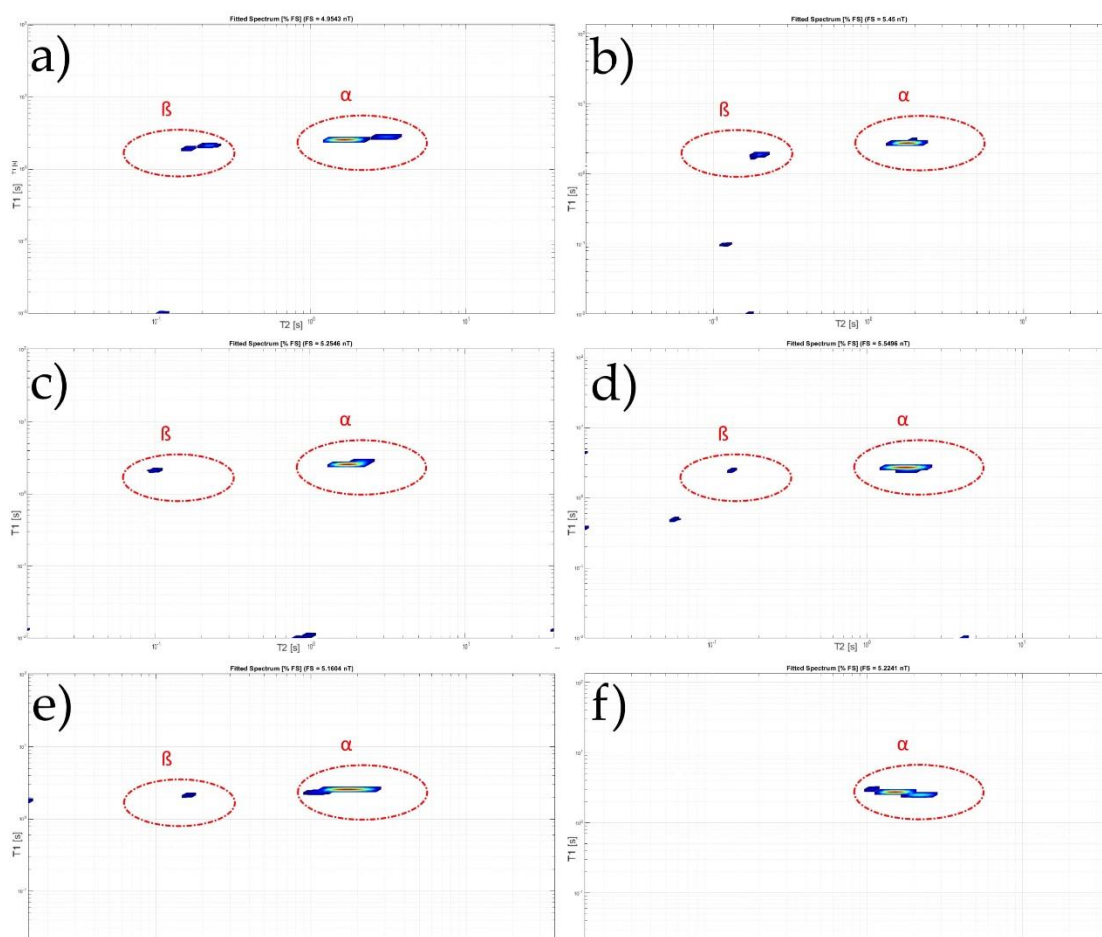 Fitted Spectrum [% FS] (FS = 4.9543 nT)
a)
ß
α
T1 [s]
T2 [s]
Fitted Spectrum [% FS] (FS = 5.45 nT)
b)
ß
α
T1 [s]
T2 [s]
Fitted Spectrum [% FS] (FS = 5.2546 nT)
c)
ß
α
T1 [s]
T2 [s]
Fitted Spectrum [% FS] (FS = 5.5496 nT)
d)
ß
α
T1 [s]
T2 [s]
Fitted Spectrum [% FS] (FS = 5.1604 nT)
e)
ß
α
T1 [s]
Fitted Spectrum [% FS] (FS = 5.2241 nT)
f)
α
T1 [s]